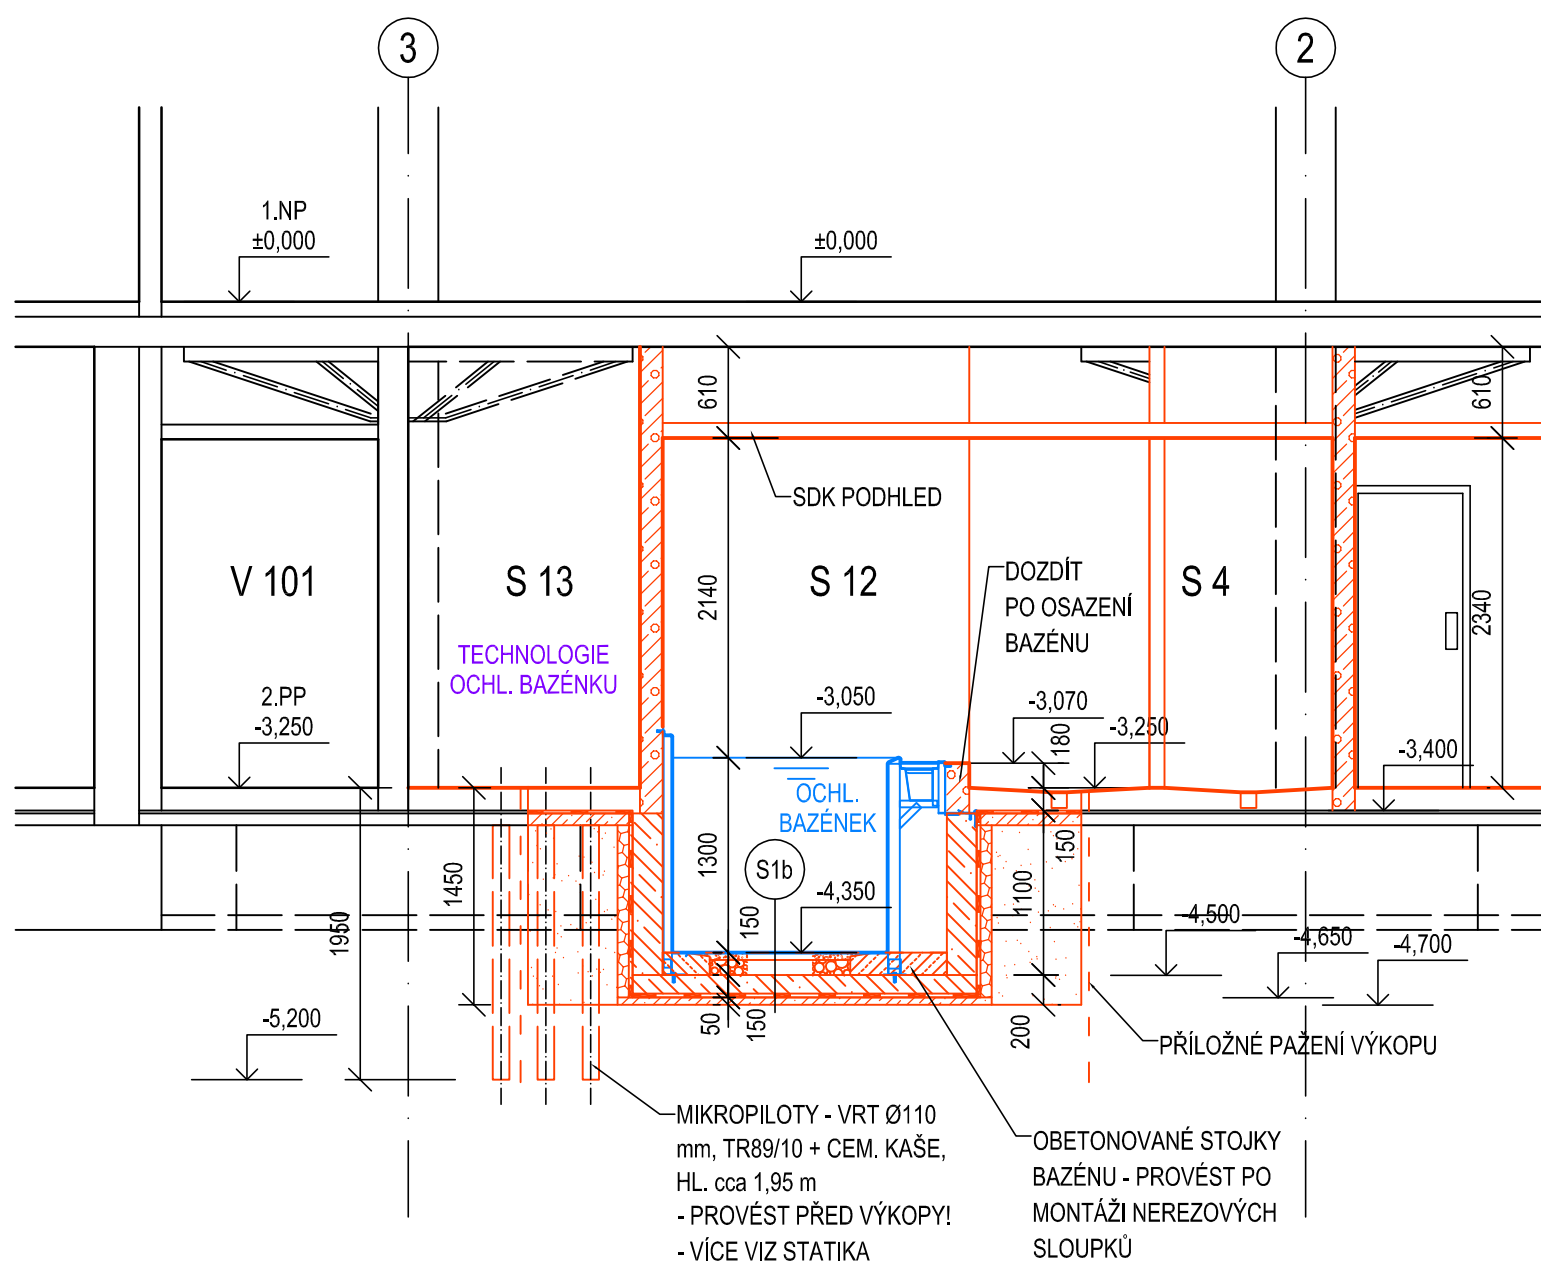 3
2
1.NP
±0,000
±0,000
610
610
SDK PODHLED
V 101
S 13
S 12
S 4
DOZDÍT
PO OSAZENÍ
BAZÉNU
2140
2340
TECHNOLOGIE
OCHL. BAZÉNKU
2.PP
-3,250
-3,050
-3,070
-3,250
180
-3,400
OCHL.
BAZÉNEK
1300
S1b
150
1450
-4,350
150
1100
1950
-4,500
-4,650
-4,700
-5,200
50
150
200
PŘÍLOŽNÉ PAŽENÍ VÝKOPU
MIKROPILOTY - VRT Ø110
mm, TR89/10 + CEM. KAŠE,
HL. cca 1,95 m
- PROVÉST PŘED VÝKOPY!
- VÍCE VIZ STATIKA
OBETONOVANÉ STOJKY
BAZÉNU - PROVÉST PO
MONTÁŽI NEREZOVÝCH
SLOUPKŮ